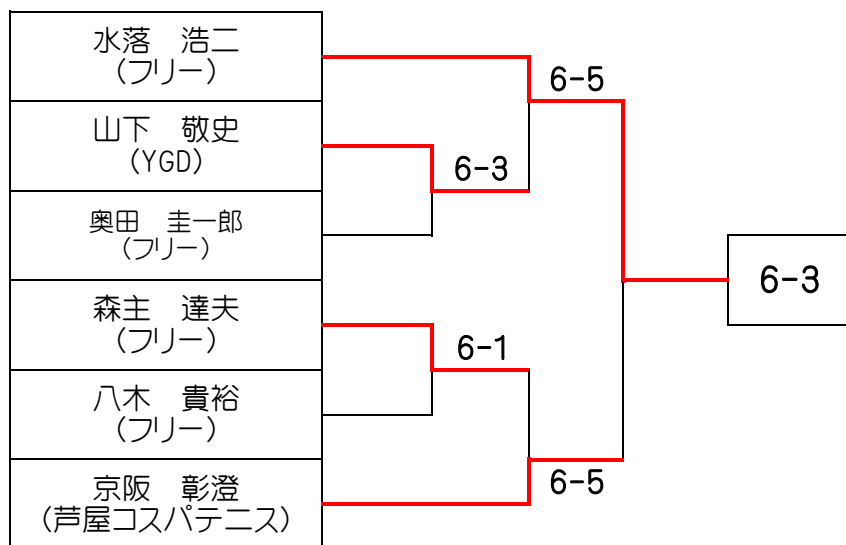 水落　浩二
(フリー)
6-5
山下　敬史
(YGD)
6-3
奥田　圭一郎
(フリー)
6-3
森主　達夫
(フリー)
6-1
八木　貴裕
(フリー)
6-5
京阪　彰澄
(芦屋コスパテニス)